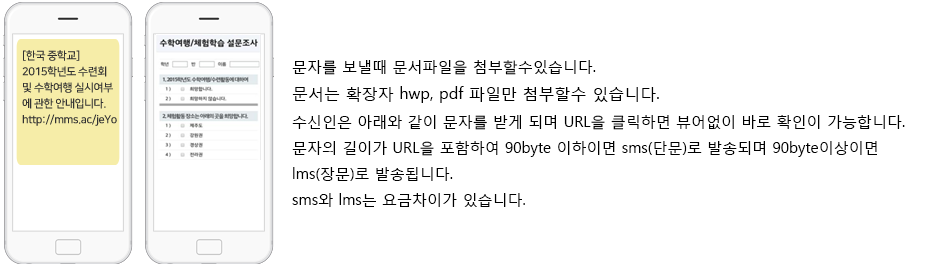 [한국 중학교]
2015학년도 수련회
및 수학여행 실시여부
에 관한 안내입니다.
http://mms.ac/jeYo
수학여행/체험학습 설문조사
학년 반 이름
1. 2015학년도 수학여행/수련활동에 대하여
1 ) 희망합니다.
2 ) 희망하지 않습니다.
2. 체험활동 장소는 아래의 곳을 희망합니다.
1 ) 제주도
2 ) 강원권
3 ) 경상권
4 ) 전라권
문자를 보낼때 문서파일을 첨부할수있습니다.
문서는 확장자 hwp, pdf 파일만 첨부할수 있습니다.
수신인은 아래와 같이 문자를 받게 되며 URL을 클릭하면 뷰어없이 바로 확인이 가능합니다.
문자의 길이가 URL을 포함하여 90byte 이하이면 sms(단문)로 발송되며 90byte이상이면
lms(장문)로 발송됩니다.
sms와 lms는 요금차이가 있습니다.